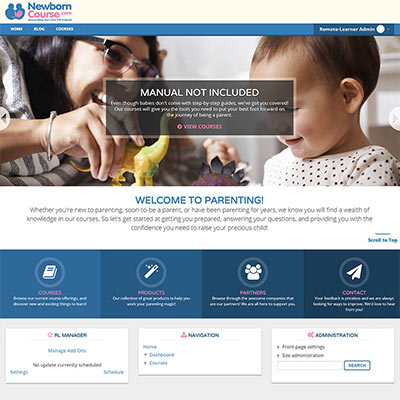 Newborn
Course.com
HOME BLOG COURSES
Remote-Learner Admin
MANUAL NOT INCLUDED
Even though babies don't come with step-by-step guides, we've got you covered!
Our courses will give you the tools you need to put your best foot forward on
the journey of being a parent.
VIEW COURSES
WELCOME TO PARENTING!
Whether you're new to parenting, soon-to-be a parent, or have been parenting for years, we know you will find a wealth of
knowledge in our courses. So let's get started at getting you prepared, answering your questions, and providing you with the
confidence you need to raise your precious child!
Scroll to Top
COURSES
Browse our current course offerings, and
discover new and exciting things to learn!
PRODUCTS
Our collection of great products to help you
work your parenting magic!
PARTNERS
Browse through the awesome companies that
are our partners! We are all here to support you.
CONTACT
Your feedback is priceless and we are always
looking for ways to improve. We'd love to hear
from you!
RL MANAGER
Manage Add Ons
No update currently scheduled
Settings Schedule
NAVIGATION
Home
Dashboard
Courses
ADMINISTRATION
Front page settings
Site administration
SEARCH